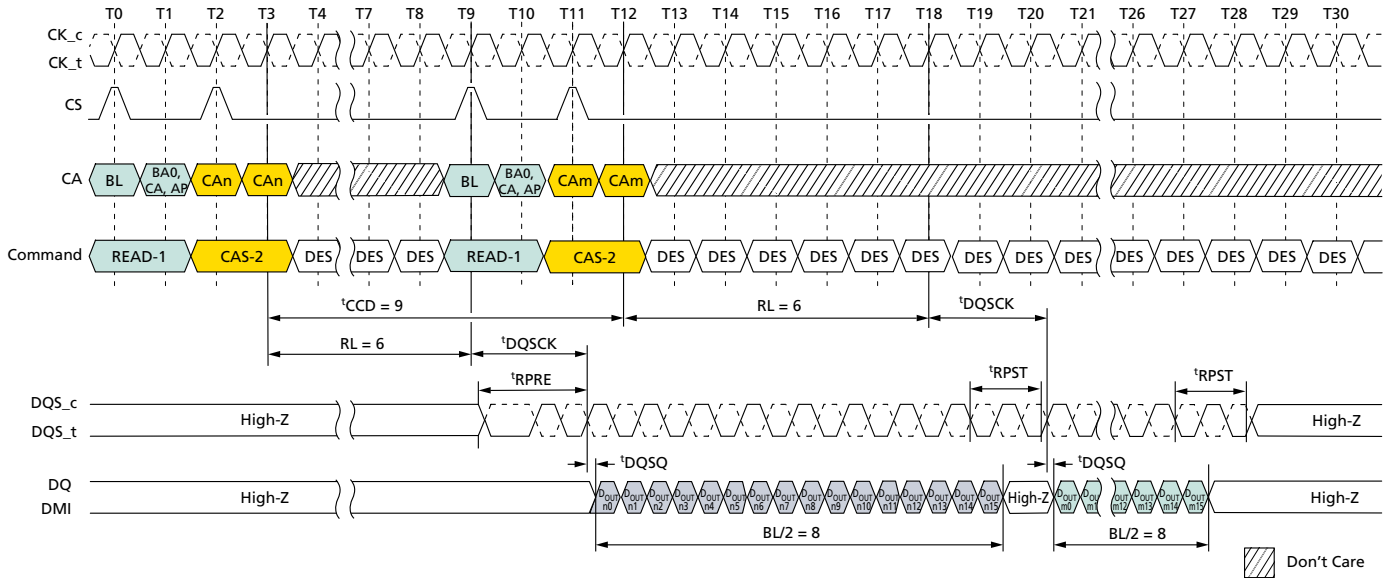 T0 T1 T2 T3 T4 T7 T8 T9 T10 T11 T12 T13 T14 T15 T16 T17 T18 T19 T20 T21 T26 T27 T28 T29 T30
CK_c
CK_t
CS
CA BL BA0, CA, AP CAn CAn BL BA0, CA, AP CAm CAm
Command READ-1 CAS-2 DES DES DES READ-1 CAS-2 DES DES DES DES DES DES DES DES DES DES DES DES DES DES
tCCD = 9 RL = 6 tDQSCK
RL = 6 tDQSCK
tRPRE tRPST tRPST
DQS_c
DQS_t
High-Z High-Z
tDQSQ tDQSQ
DQ
DMI
High-Z DOUT n0 DOUT n1 DOUT n2 DOUT n3 DOUT n4 DOUT n5 DOUT n6 DOUT n7 DOUT n8 DOUT n9 DOUT n10 DOUT n11 DOUT n12 DOUT n13 DOUT n14 DOUT n15 High-Z DOUT m0 DOUT m1 DOUT m12 DOUT m13 DOUT m14 DOUT m15 High-Z
BL/2 = 8 BL/2 = 8
Don't Care